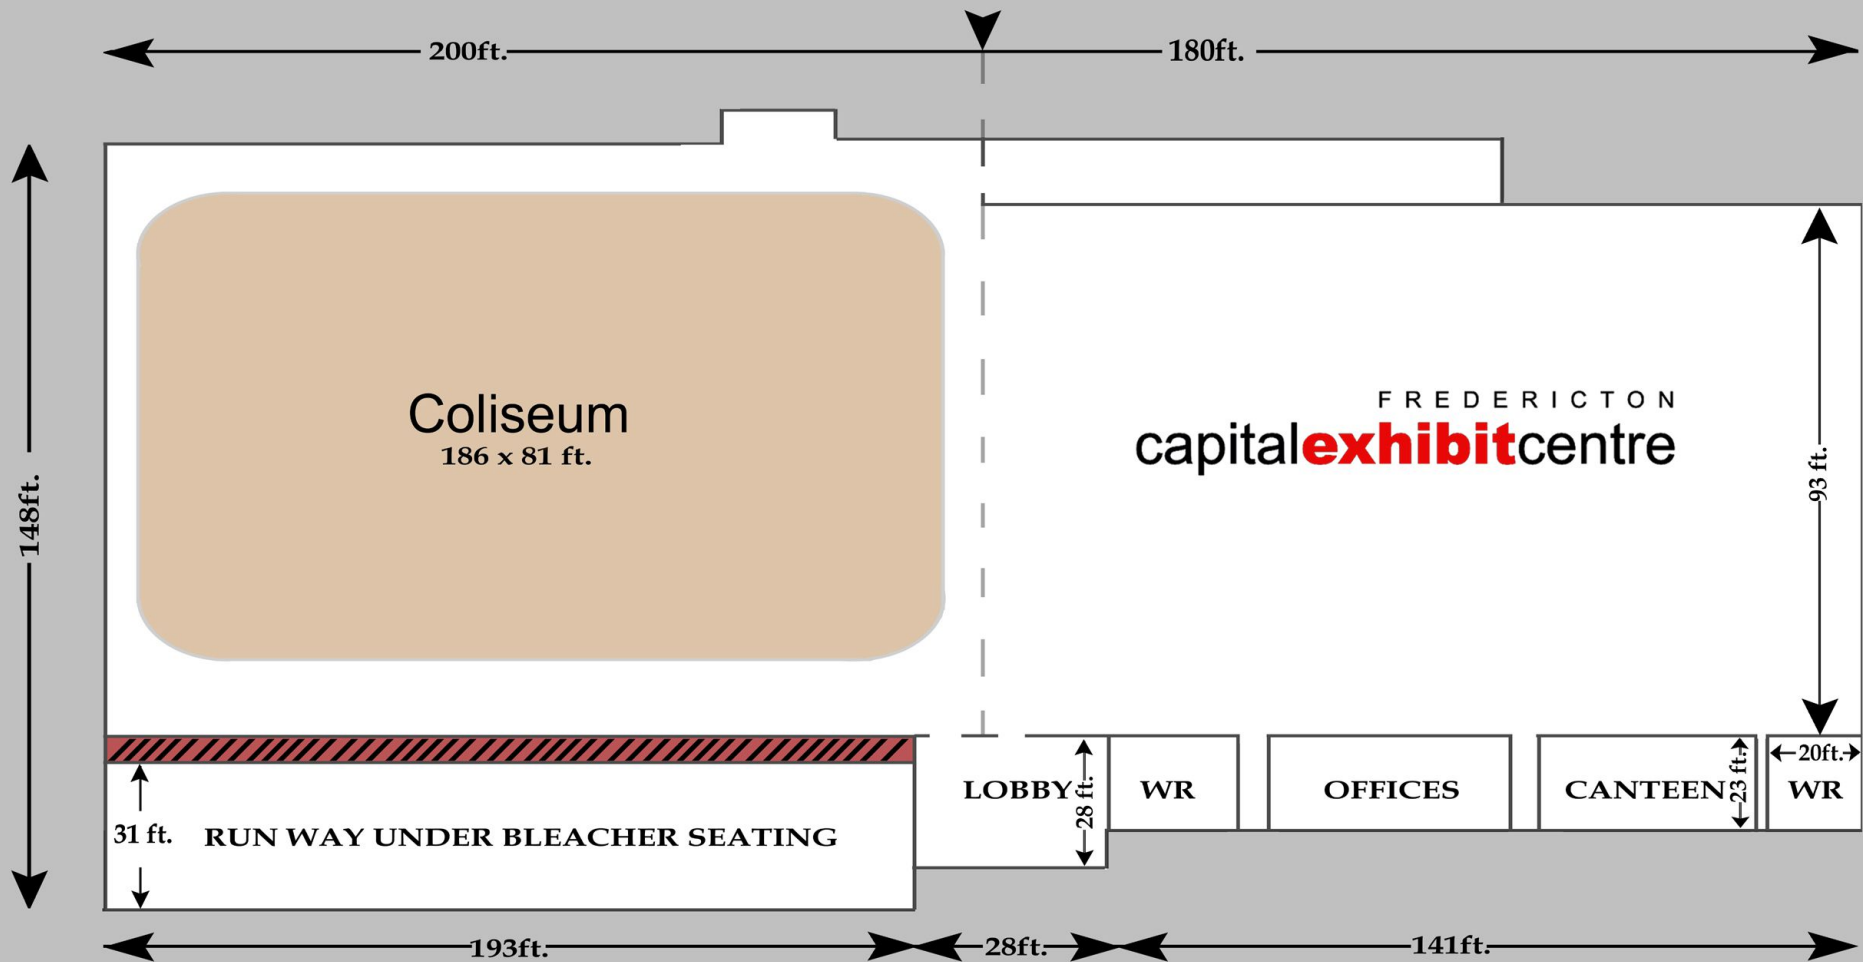 200ft.
180ft.
148ft.
Coliseum
186 x 81 ft.
FREDERICTON
capitalexhibitcentre
93 ft.
31 ft.
RUN WAY UNDER BLEACHER SEATING
LOBBY
28 ft.
WR
OFFICES
CANTEEN
23 ft.
20ft.
WR
193ft.
28ft.
141ft.